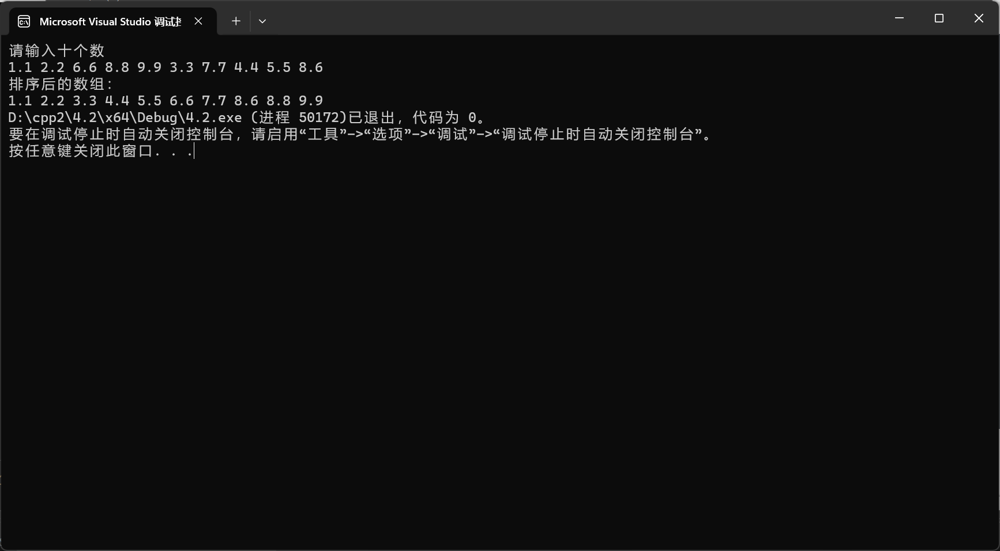 Microsoft Visual Studio 调试
请输入十个数
1.1 2.2 6.6 8.8 9.9 3.3 7.7 4.4 5.5 8.6
排序后的数组:
1.1 2.2 3.3 4.4 5.5 6.6 7.7 8.6 8.8 9.9
D:\cpp2\4.2\x64\Debug\4.2.exe (进程 50172)已退出，代码为 0。
要在调试停止时自动关闭控制台，请启用“工具”->“选项”->“调试”->“调试停止时自动关闭控制台”。
按任意键关闭此窗口. . .